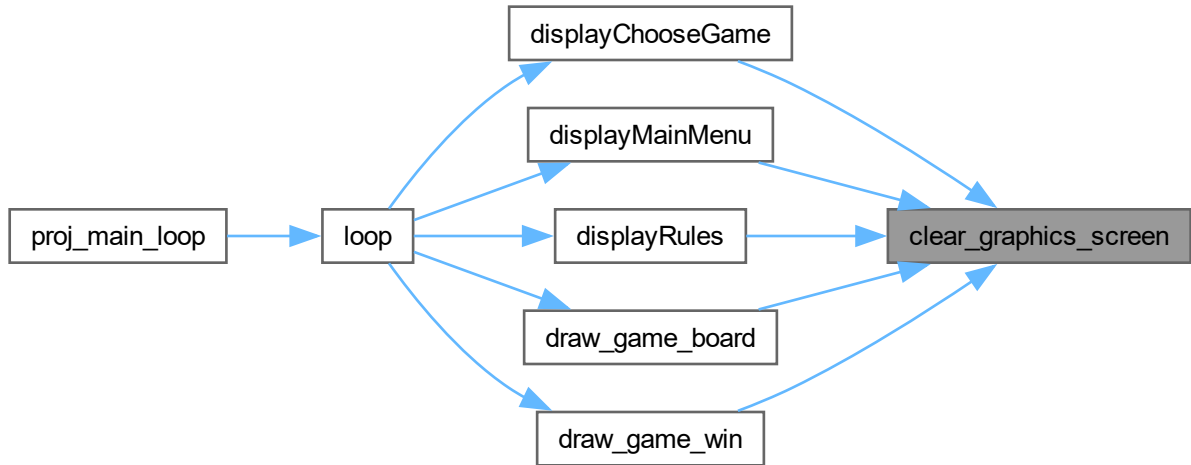 displayChooseGame
displayMainMenu
proj_main_loop
loop
displayRules
clear_graphics_screen
draw_game_board
draw_game_win